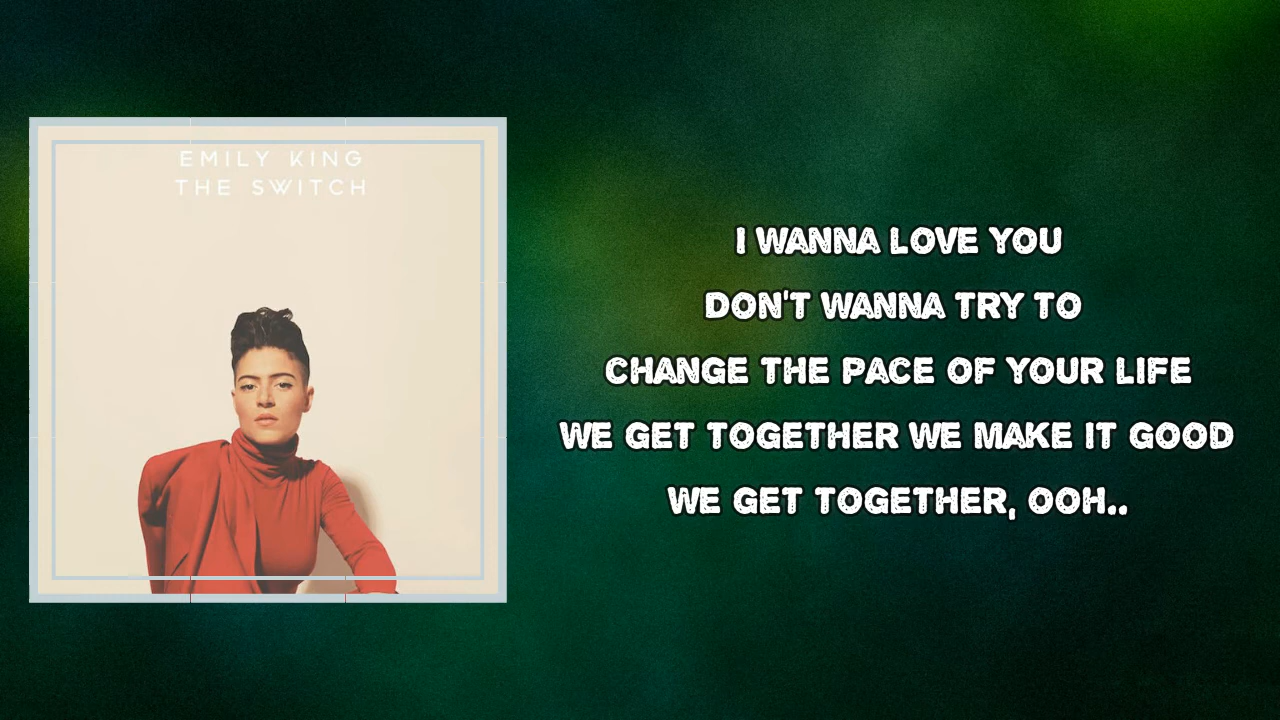 EMILY KING
THE SWITCH
I WANNA LOVE YOU
DON'T WANNA TRY TO
CHANGE THE PACE OF YOUR LIFE
WE GET TOGETHER WE MAKE IT GOOD
WE GET TOGETHER, OOH..